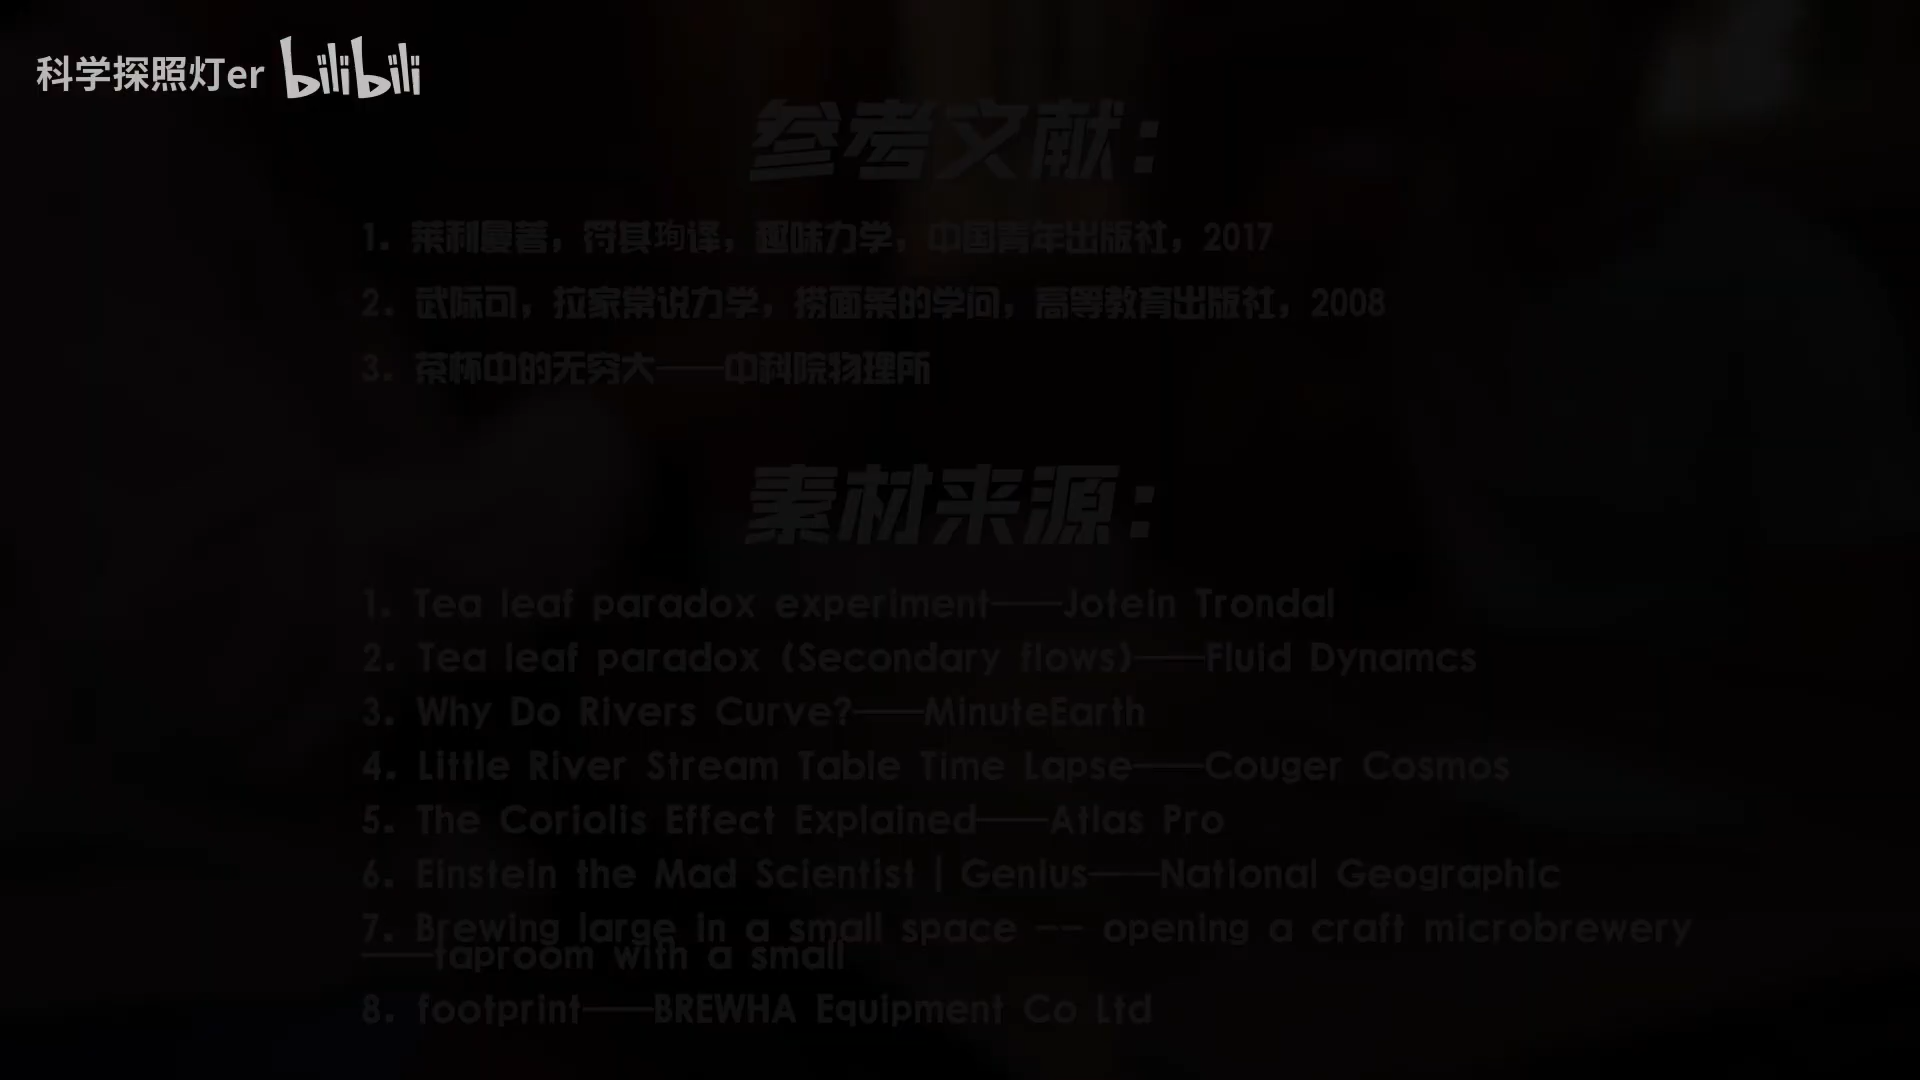 科学探照灯er bilibili
参考文献：
1. 莱利曼著，符其珣译，趣味力学，中国青年出版社，2017
2. 武际可，拉家常说力学，捞面条的学问，高等教育出版社，2008
3. 茶杯中的无穷大——中科院物理所
素材来源：
1. Tea leaf paradox experiment——Jotein Trondal
2. Tea leaf paradox (Secondary flows)——Fluid Dynamcs
3. Why Do Rivers Curve?——MinuteEarth
4. Little River Stream Table Time Lapse——Couger Cosmos
5. The Coriolis Effect Explained——Atlas Pro
6. Einstein the Mad Scientist | Genius——National Geographic
7. Brewing large in a small space -- opening a craft microbrewery
——taproom with a small
8. footprint——BREWHA Equipment Co Ltd